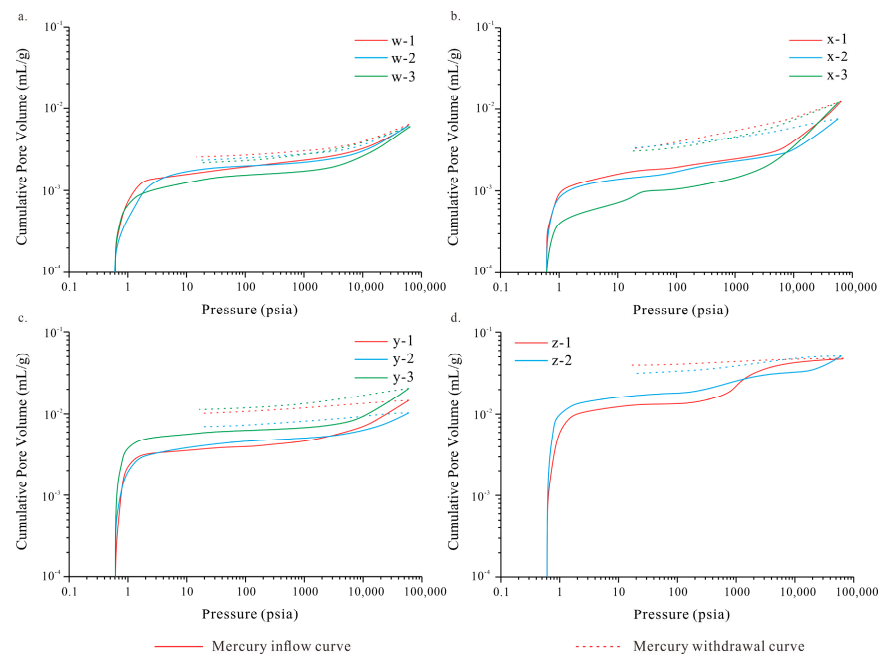 a.
w-1
w-2
w-3
Cumulative Pore Volume (mL/g)
10⁻¹
10⁻²
10⁻³
10⁻⁴
0.1 1 10 100 1000 10,000 100,000
Pressure (psia)
b.
x-1
x-2
x-3
Cumulative Pore Volume (mL/g)
10⁻¹
10⁻²
10⁻³
10⁻⁴
0.1 1 10 100 1000 10,000 100,000
Pressure (psia)
c.
y-1
y-2
y-3
Cumulative Pore Volume (mL/g)
10⁻¹
10⁻²
10⁻³
10⁻⁴
0.1 1 10 100 1000 10,000 100,000
Pressure (psia)
d.
z-1
z-2
Cumulative Pore Volume (mL/g)
10⁻¹
10⁻²
10⁻³
10⁻⁴
0.1 1 10 100 1000 10,000 100,000
Pressure (psia)
Mercury inflow curve
Mercury withdrawal curve